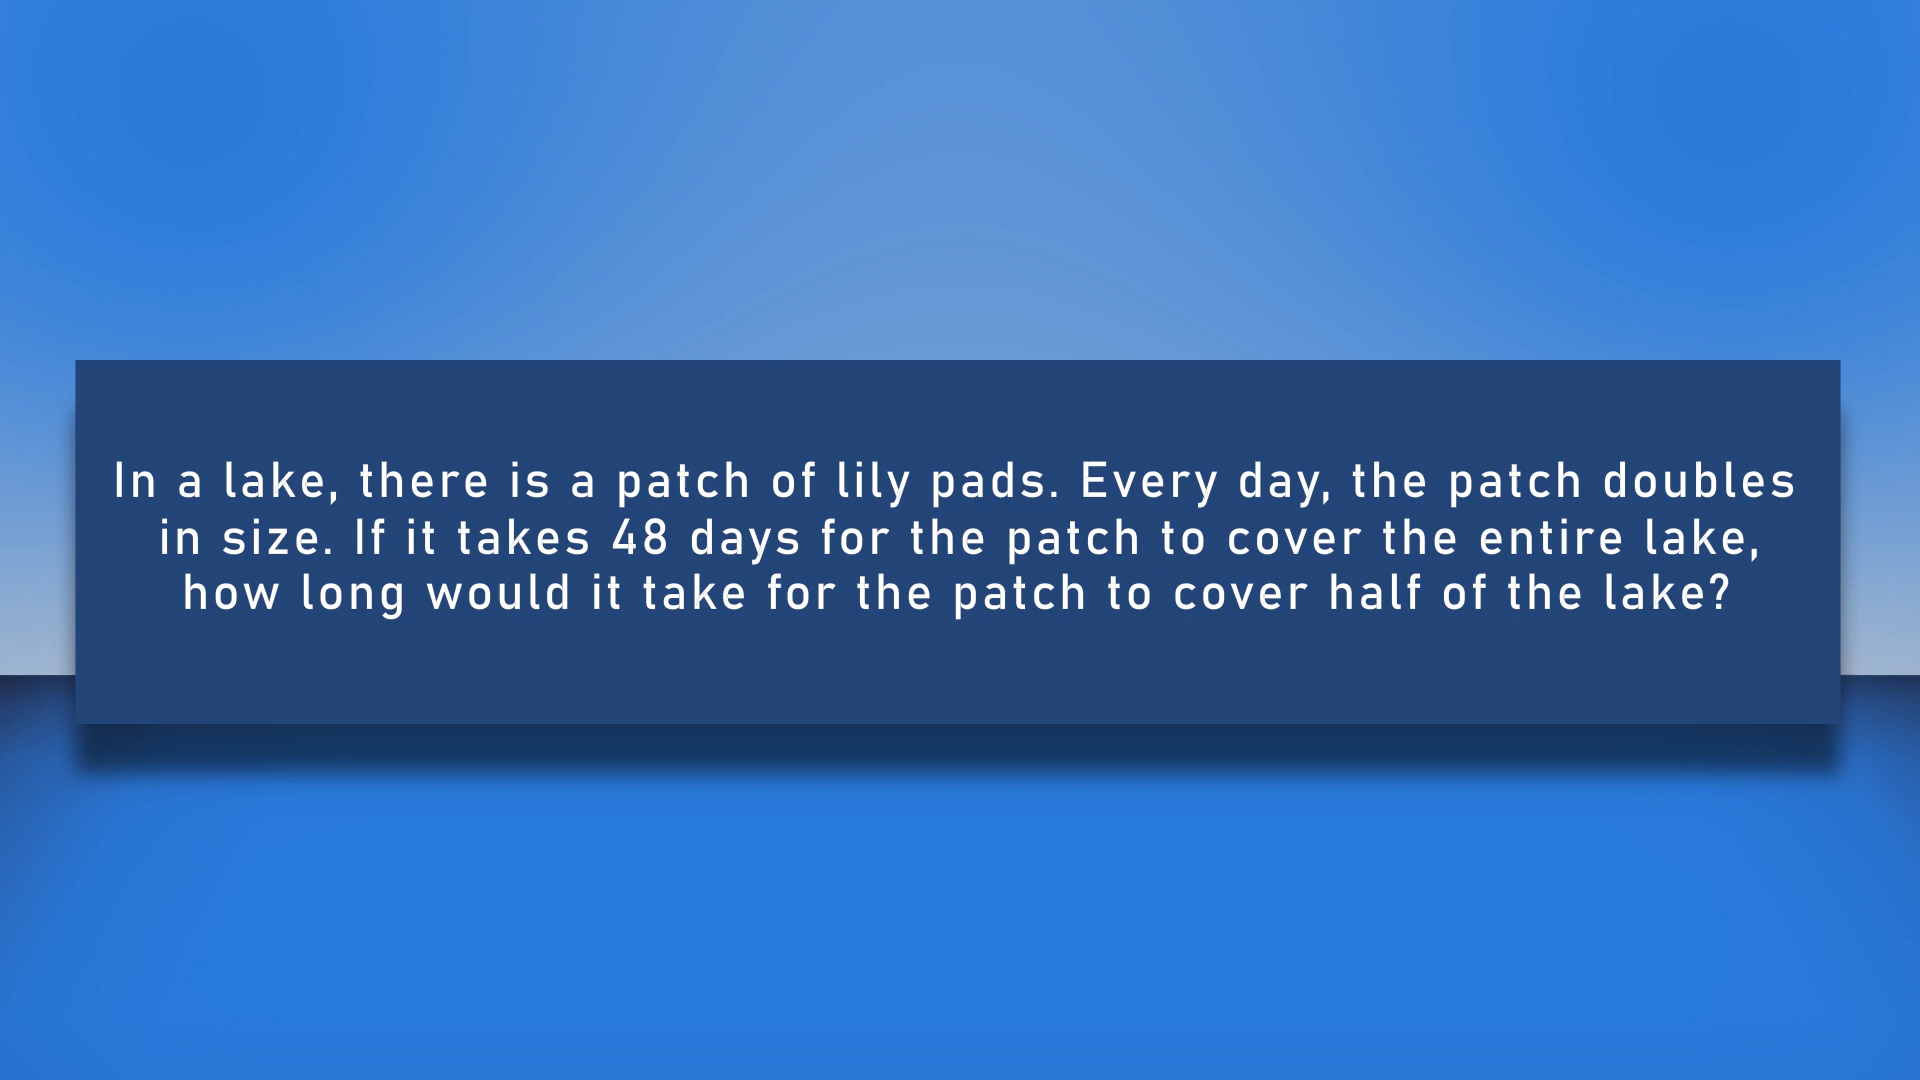 In a lake, there is a patch of lily pads. Every day, the patch doubles
in size. If it takes 48 days for the patch to cover the entire lake,
how long would it take for the patch to cover half of the lake?